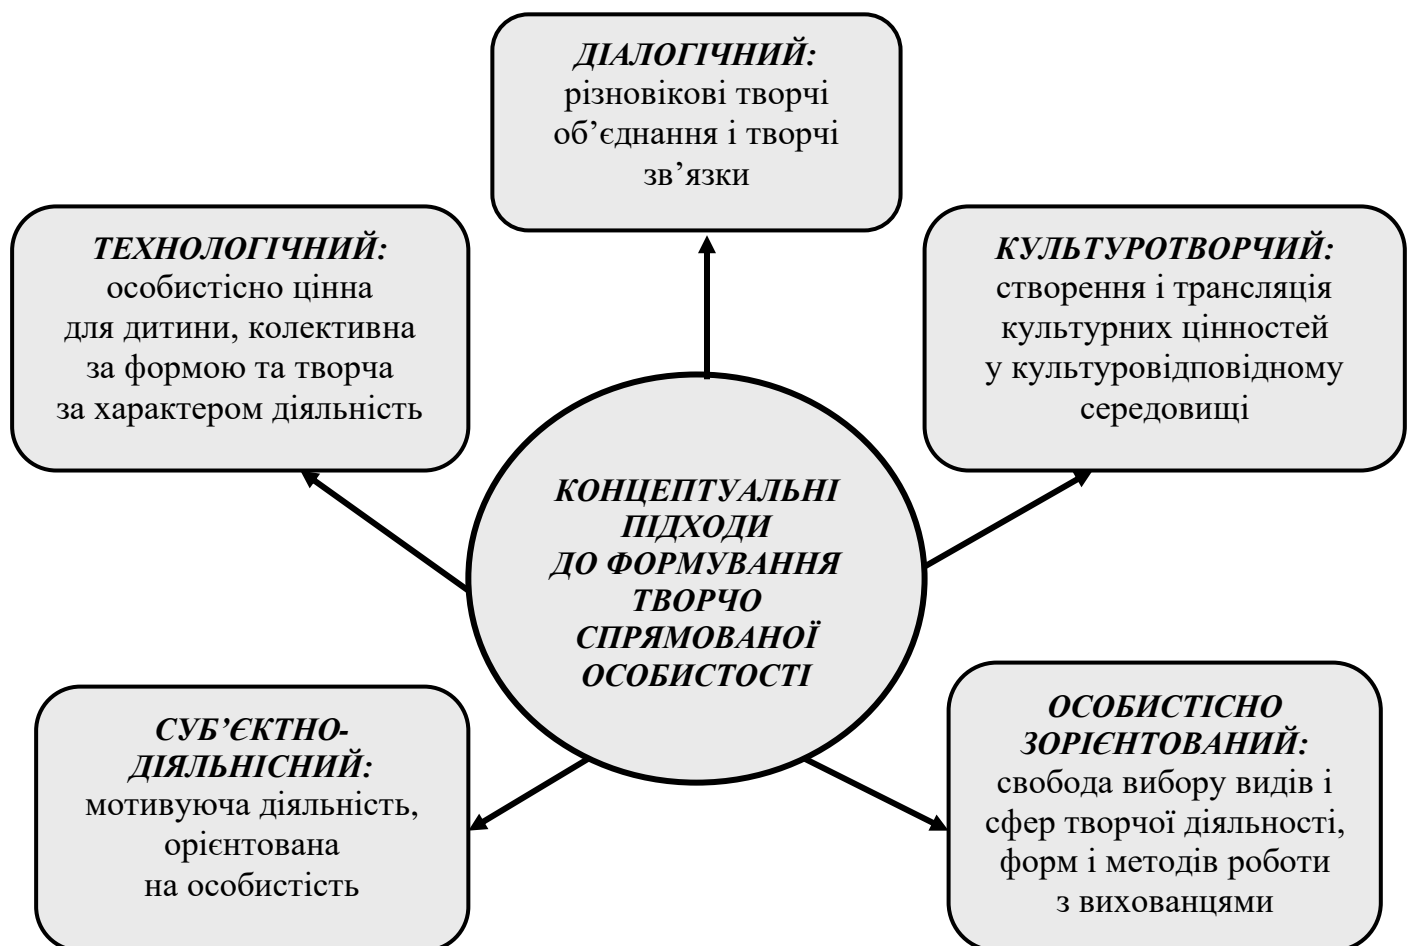 ДІАЛОГІЧНИЙ:
різновікові творчі
об’єднання і творчі
зв’язки
ТЕХНОЛОГІЧНИЙ:
особистісно цінна
для дитини, колективна
за формою та творча
за характером діяльність
КУЛЬТУРОТВОРЧИЙ:
створення і трансляція
культурних цінностей
у культуровідповідному
середовищі
КОНЦЕПТУАЛЬНІ
ПІДХОДИ
ДО ФОРМУВАННЯ
ТВОРЧО
СПРЯМОВАНОЇ
ОСОБИСТОСТІ
СУБ’ЄКТНО-
ДІЯЛЬНІСНИЙ:
мотивуюча діяльність,
орієнтована
на особистість
ОСОБИСТІСНО
ЗОРІЄНТОВАНИЙ:
свобода вибору видів і
сфер творчої діяльності,
форм і методів роботи
з вихованцями